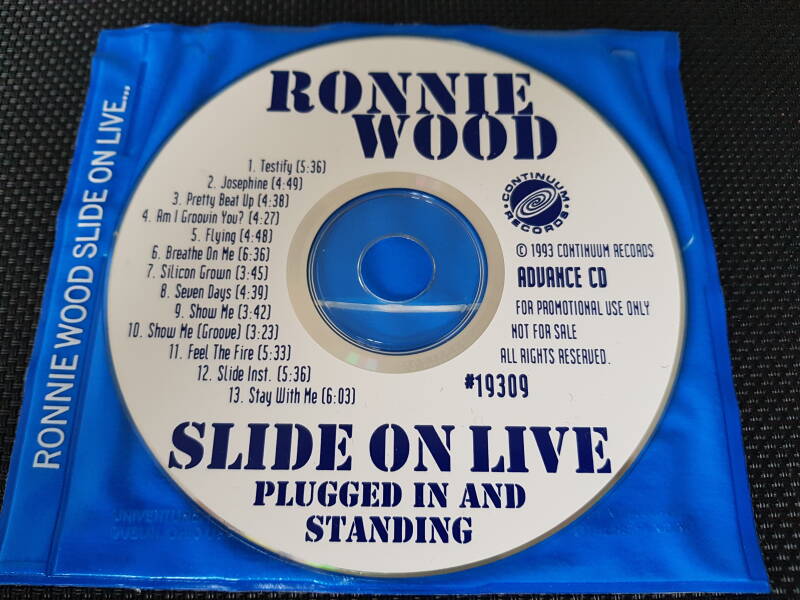 RONNIE WOOD SLIDE ON LIVE...
RONNIE
WOOD
1. Testify (5:36)
2. Josephine (4:49)
3. Pretty Beat Up (4:38)
4. Am I Groovin You? (4:27)
5. Flying (4:48)
6. Breathe On Me (6:36)
7. Silicon Grown (3:45)
8. Seven Days (4:39)
9. Show Me (3:42)
10. Show Me (Groove) (3:23)
11. Feel The Fire (5:33)
12. Slide Inst. (5:36)
13. Stay With Me (6:03)
CONTINUUM
RECORDS
© 1993 CONTINUUM RECORDS
ADVANCE CD
FOR PROMOTIONAL USE ONLY
NOT FOR SALE
ALL RIGHTS RESERVED.
#19309
SLIDE ON LIVE
PLUGGED IN AND
STANDING